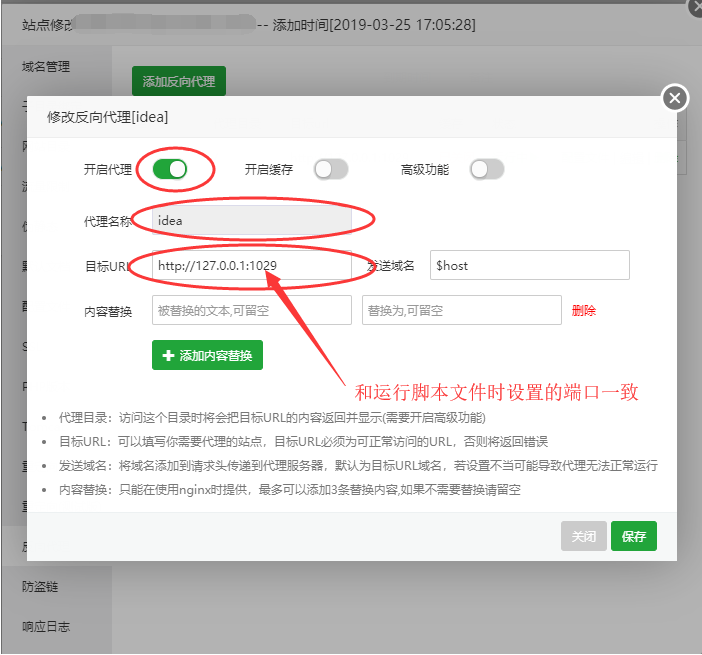 站点修改 -- 添加时间[2019-03-25 17:05:28]
域名管理
添加反向代理
修改反向代理[idea]
开启代理 开启缓存 高级功能
代理名称 idea
目标URL http://127.0.0.1:1029 发送域名 $host
内容替换 被替换的文本,可留空 替换为,可留空 删除
添加内容替换
和运行脚本文件时设置的端口一致
代理目录：访问这个目录时将会把目标URL的内容返回并显示(需要开启高级功能)
目标URL：可以填写你需要代理的站点，目标URL必须为可正常访问的URL，否则将返回错误
发送域名：将域名添加到请求头传递到代理服务器，默认为目标URL域名，若设置不当可能导致代理无法正常运行
内容替换：只能在使用nginx时提供，最多可以添加3条替换内容,如果不需要替换请留空
关闭 保存
防盗链
响应日志